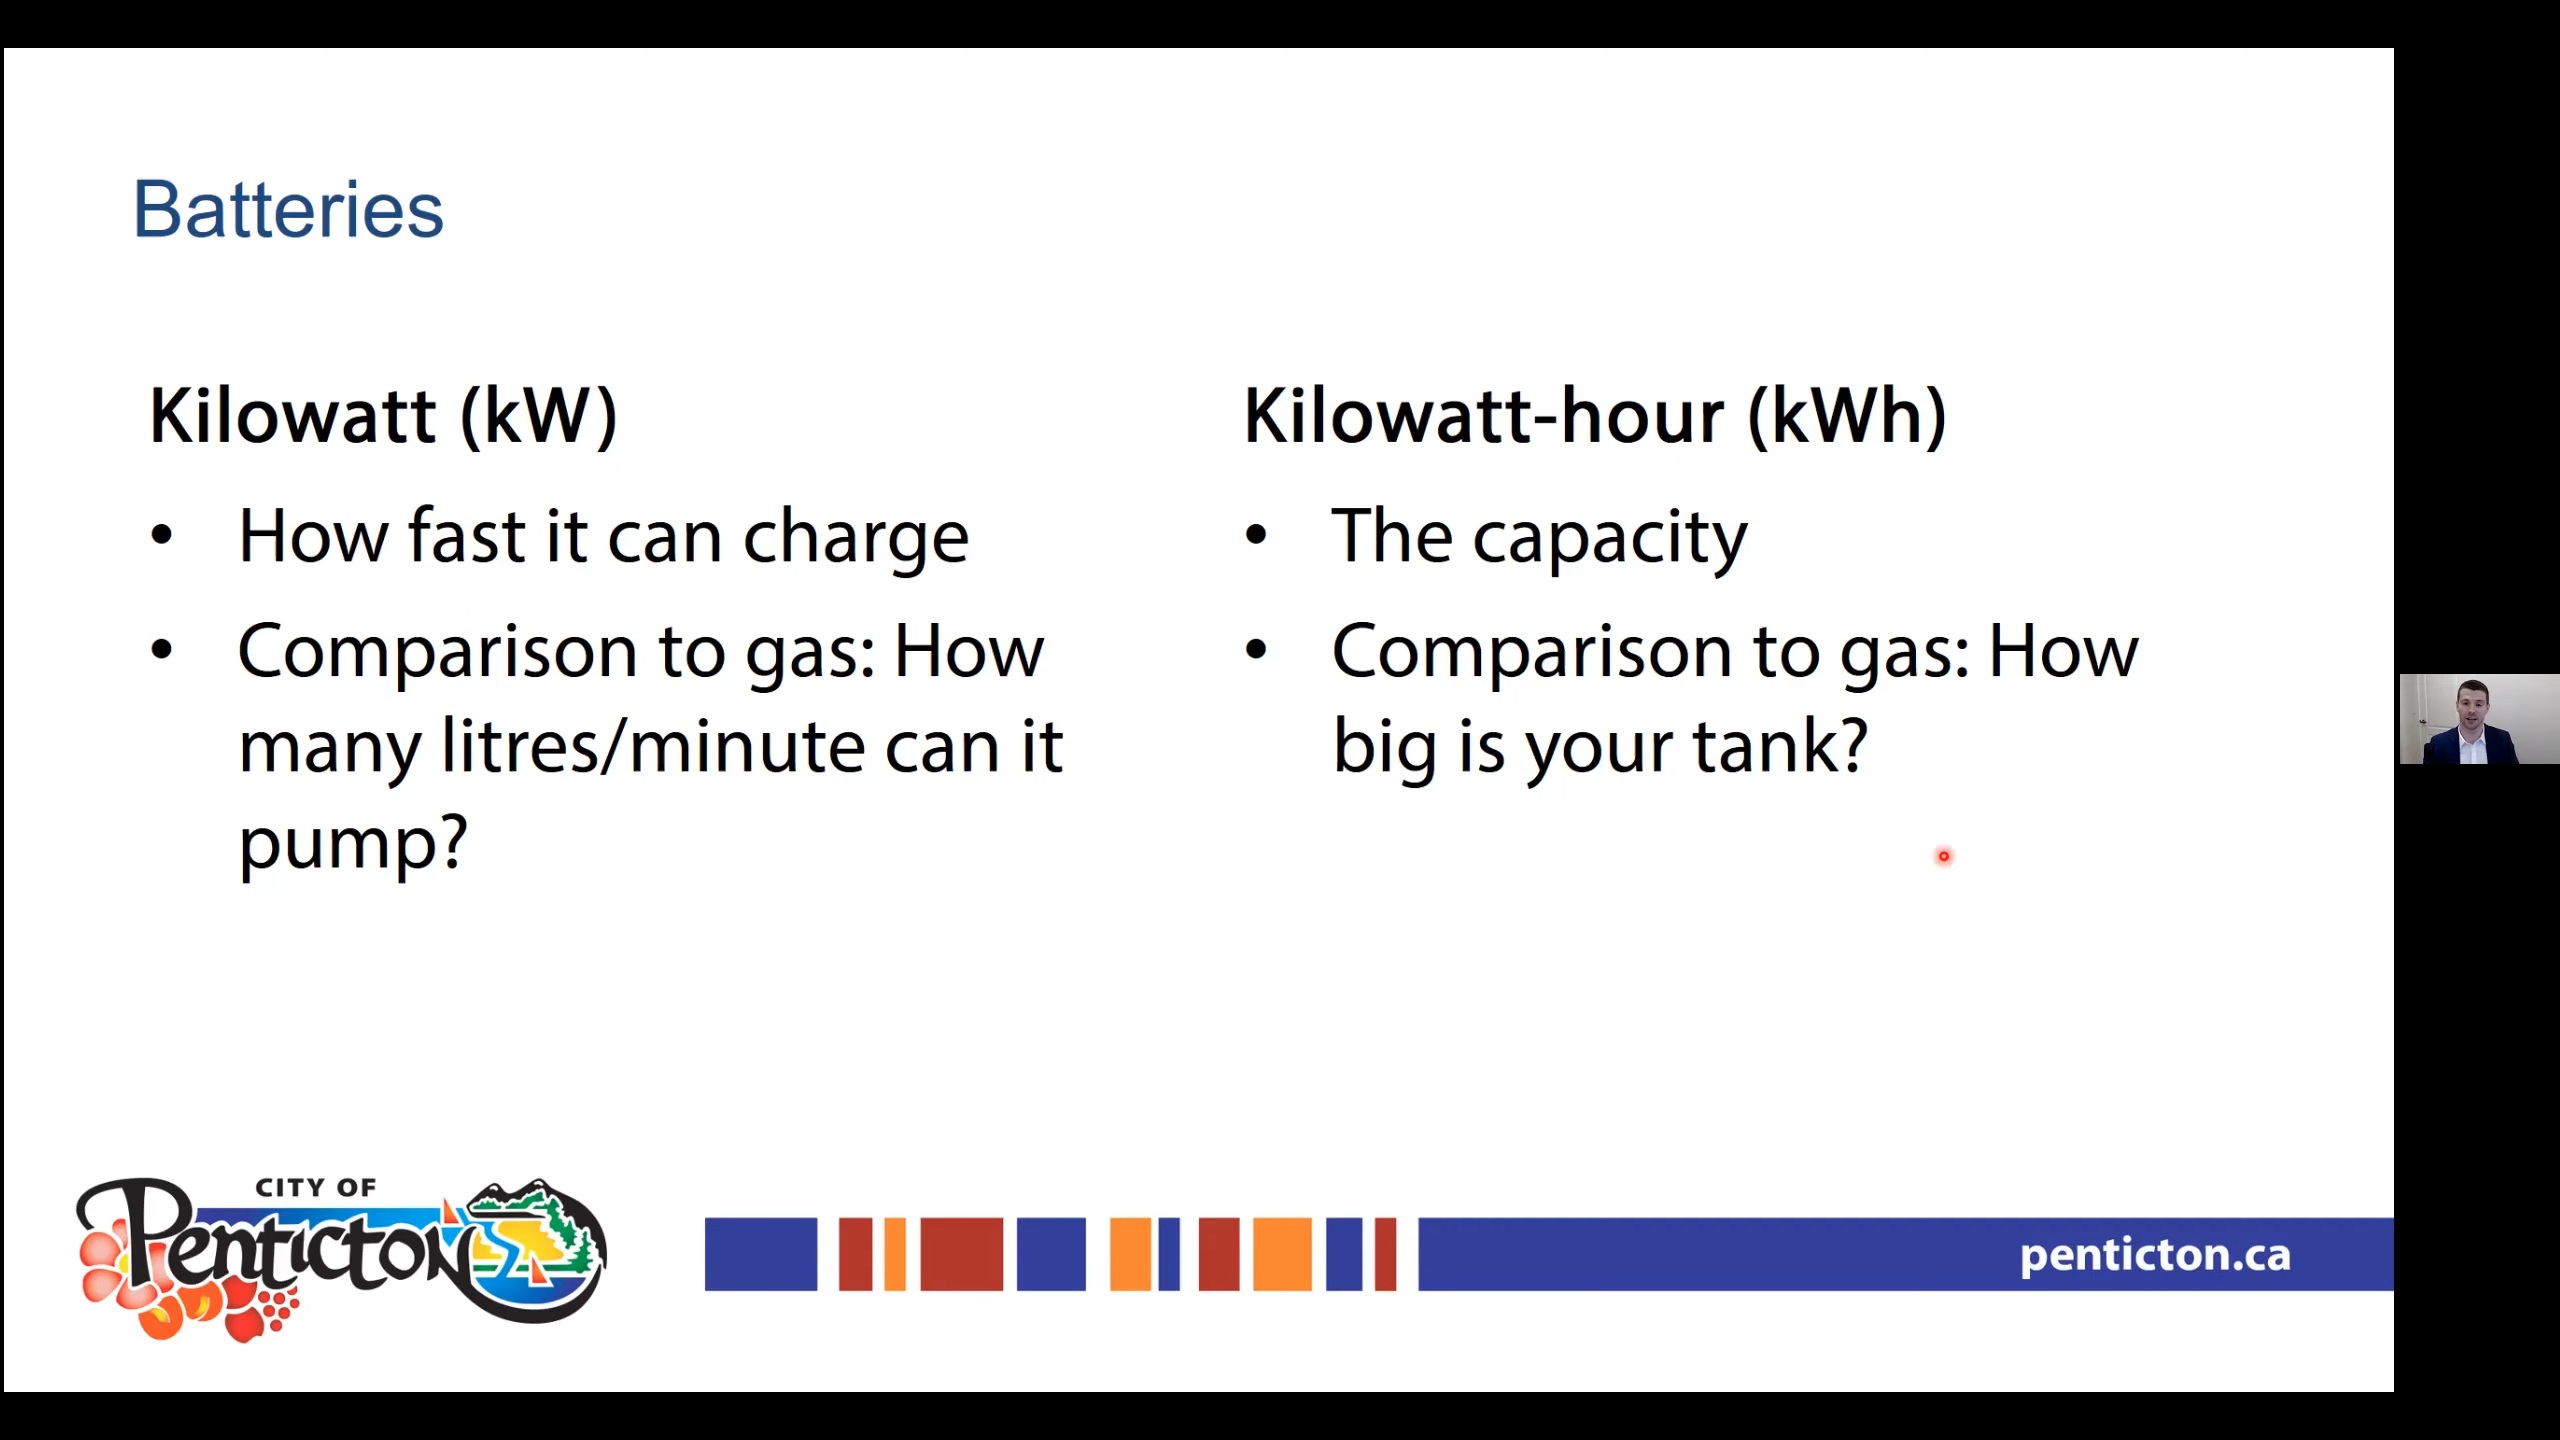 Batteries
Kilowatt (kW)
• How fast it can charge
• Comparison to gas: How
many litres/minute can it
pump?
Kilowatt-hour (kWh)
• The capacity
• Comparison to gas: How
big is your tank?
CITY OF
Penticton
penticton.ca